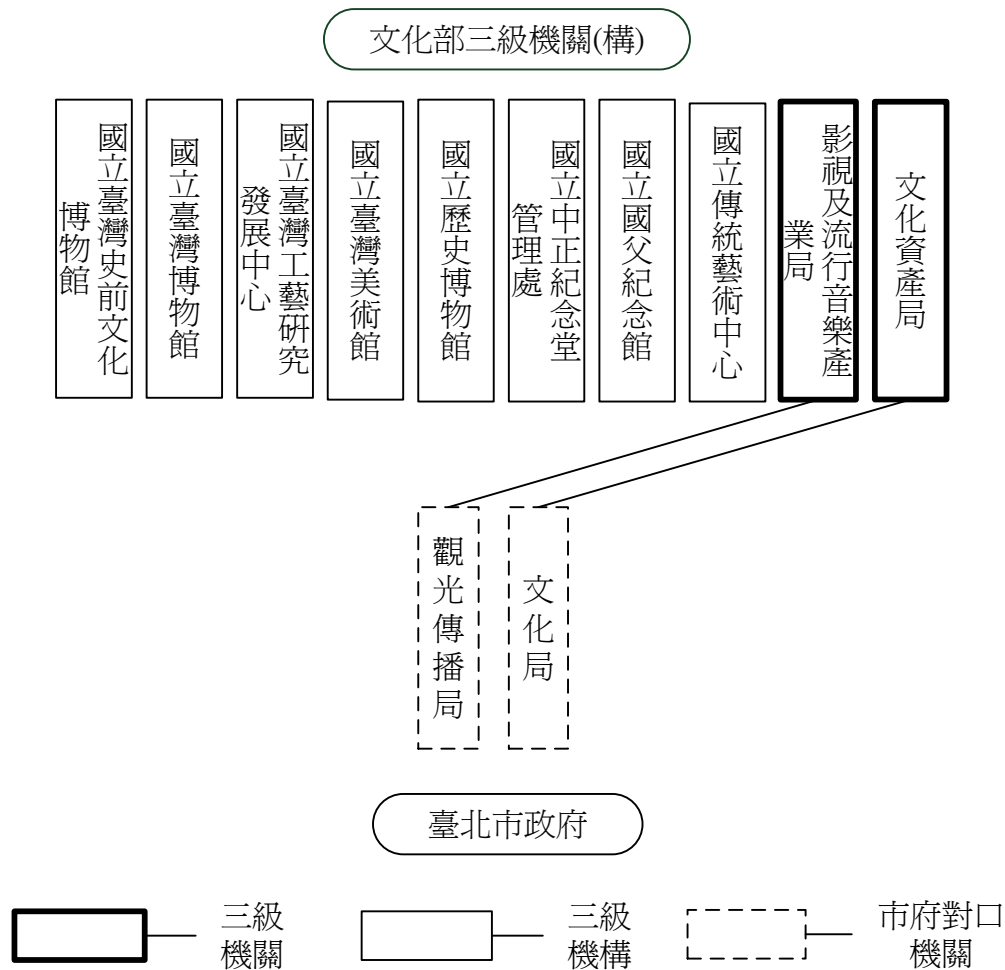 文化部三級機關(構)
國立臺灣史前文化
博物館
國立臺灣博物館
國立臺灣工藝研究
發展中心
國立臺灣美術館
國立歷史博物館
國立中正紀念堂
管理處
國立國父紀念館
國立傳統藝術中心
影視及流行音樂產
業局
文化資產局
觀光傳播局
文化局
臺北市政府
三級
機關
三級
機構
市府對口
機關